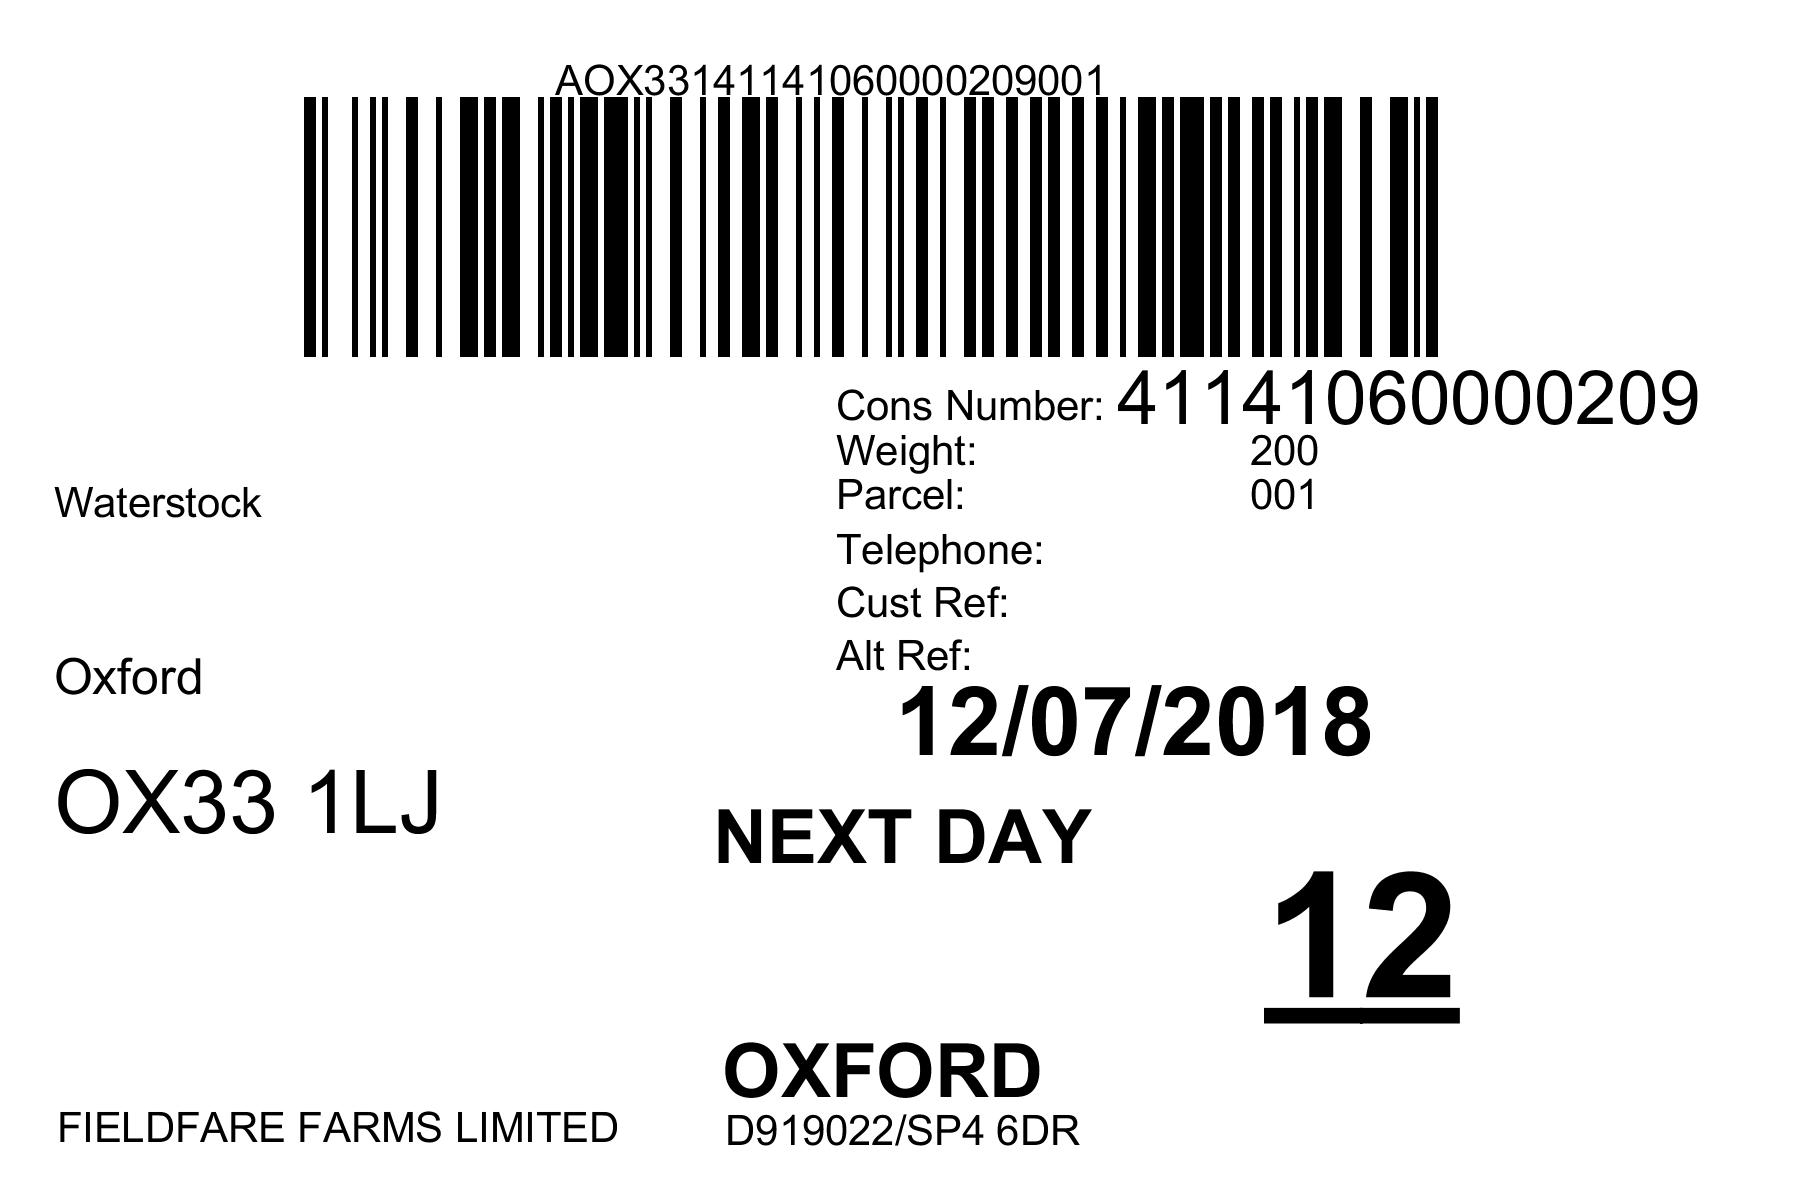 AOX33141141060000209001
Cons Number: 41141060000209
Weight: 200
Parcel: 001
Waterstock
Telephone:
Cust Ref:
Alt Ref:
Oxford
12/07/2018
OX33 1LJ
NEXT DAY
12
OXFORD
FIELDFARE FARMS LIMITED
D919022/SP4 6DR